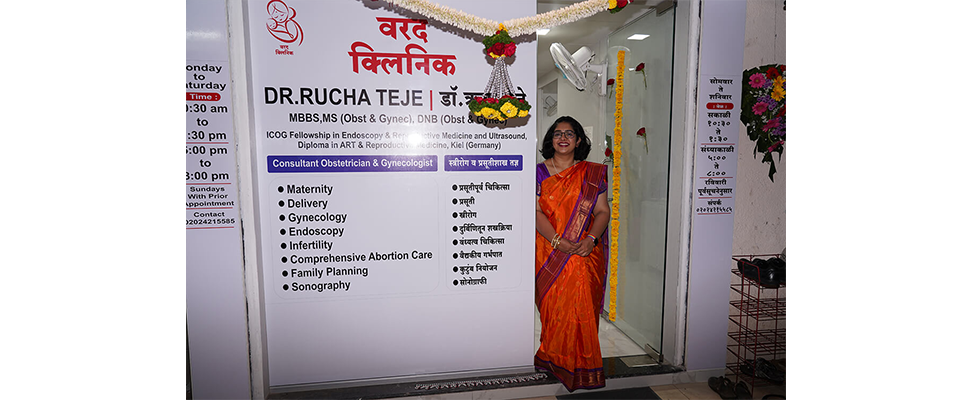 onday
to
aturday
Time :
0:30 am
to
:30 pm
5:00 pm
to
8:00 pm
Sundays
With Prior
Appointment
Contact
02024215585
वरद
क्लिनिक
वरद
क्लिनिक
DR.RUCHA TEJE | डॉ.
MBBS,MS (Obst & Gynec), DNB (Obst & Gynec)
ICOG Fellowship in Endoscopy & Reproductive Medicine and Ultrasound,
Diploma in ART & Reproductive Medicine, Kiel (Germany)
Consultant Obstetrician & Gynecologist
• Maternity
• Delivery
• Gynecology
• Endoscopy
• Infertility
• Comprehensive Abortion Care
• Family Planning
• Sonography
स्त्रीरोग व प्रसूतीशास्त्र तज्ञ
• प्रसूतीपूर्व चिकित्सा
• प्रसूती
• स्त्रीरोग
• दुर्बिणीतून शस्त्रक्रिया
• वंध्यत्व चिकित्सा
• वैद्यकीय गर्भपात
• कुटुंब नियोजन
• सोनोग्राफी
सोमवार
ते
शनिवार
सकाळी
१०:३०
ते
१:३०
संध्याकाळी
५:००
ते
८:००
रविवारी
पूर्वसूचनेनुसार
संपर्क
०२०२४२१५५८५